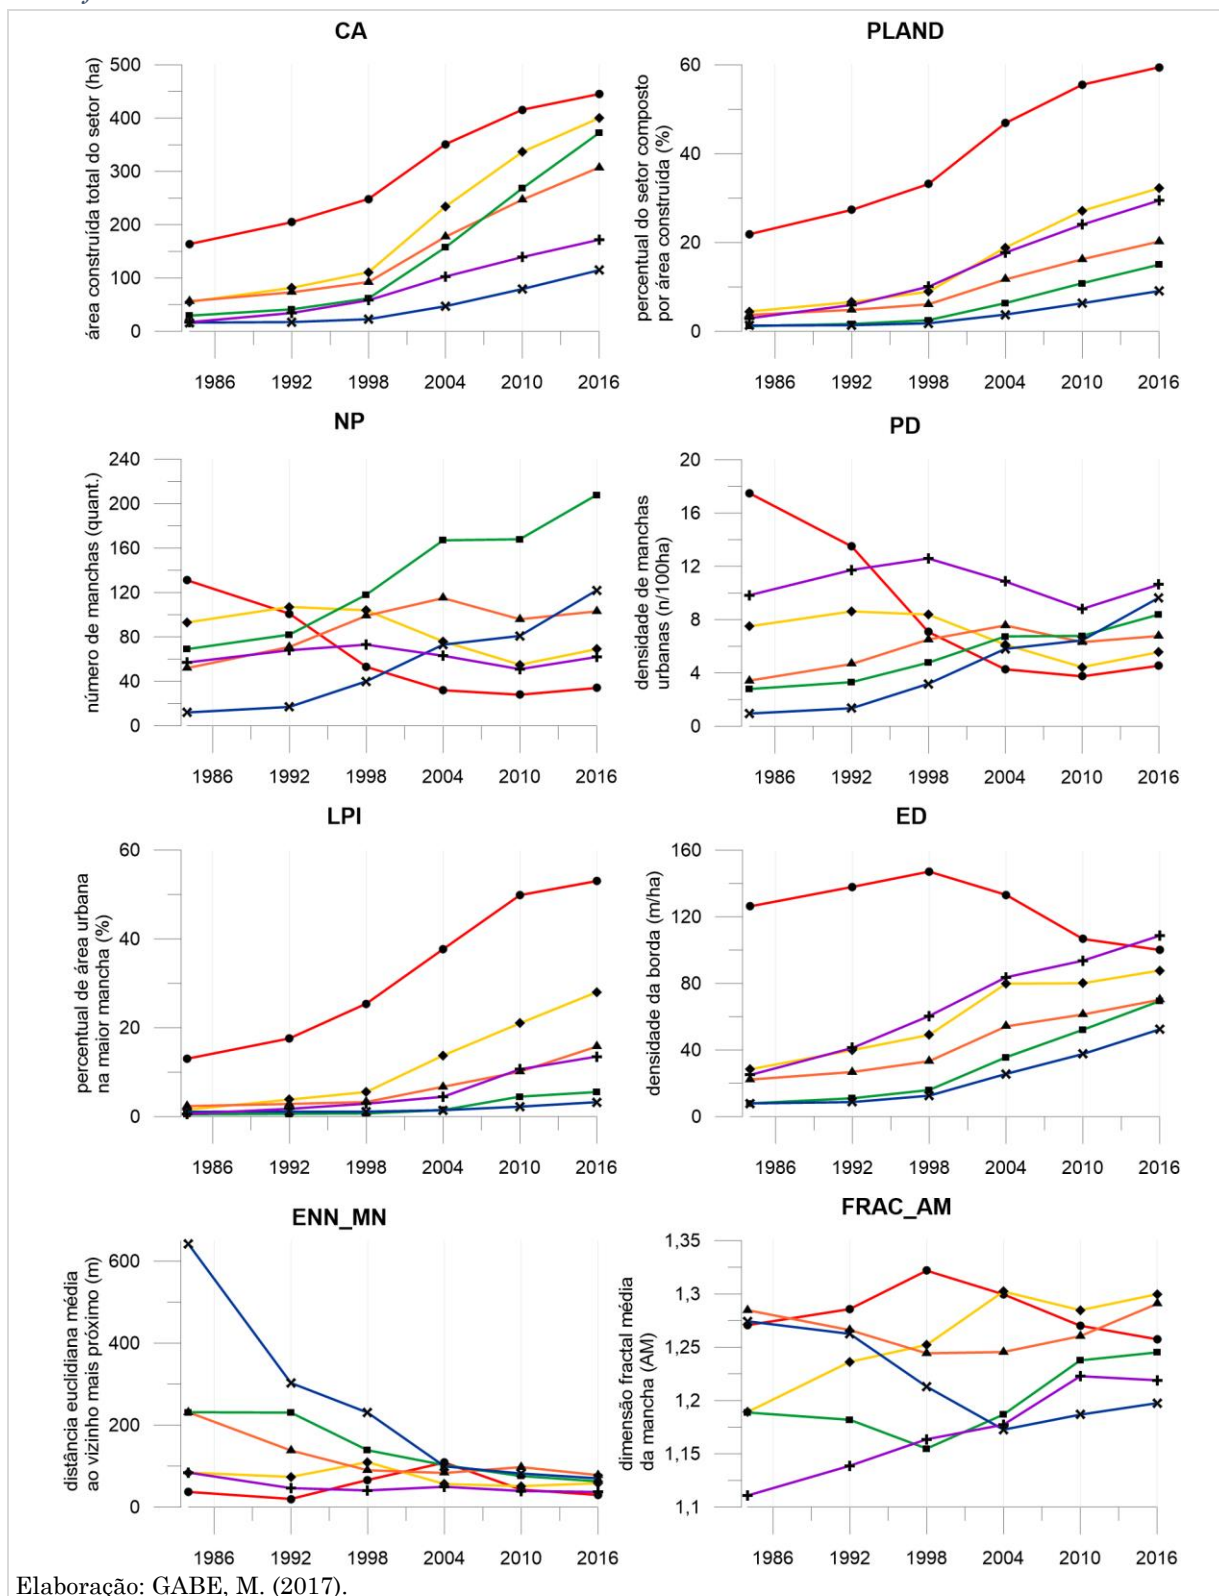 CA
área construída total do setor (ha)
500
400
300
200
100
0
1986 1992 1998 2004 2010 2016
PLAND
percentual do setor composto
por área construída (%)
60
40
20
0
1986 1992 1998 2004 2010 2016
NP
número de manchas (quant.)
240
200
160
120
80
40
0
1986 1992 1998 2004 2010 2016
PD
densidade de manchas
urbanas (n/100ha)
20
16
12
8
4
0
1986 1992 1998 2004 2010 2016
LPI
percentual de área urbana
na maior mancha (%)
60
40
20
0
1986 1992 1998 2004 2010 2016
ED
densidade da borda (m/ha)
160
120
80
40
0
1986 1992 1998 2004 2010 2016
ENN_MN
distância euclidiana média
ao vizinho mais próximo (m)
600
400
200
0
1986 1992 1998 2004 2010 2016
FRAC_AM
dimensão fractal média
da mancha (AM)
1,35
1,3
1,25
1,2
1,15
1,1
1986 1992 1998 2004 2010 2016
Elaboração: GABE, M. (2017).